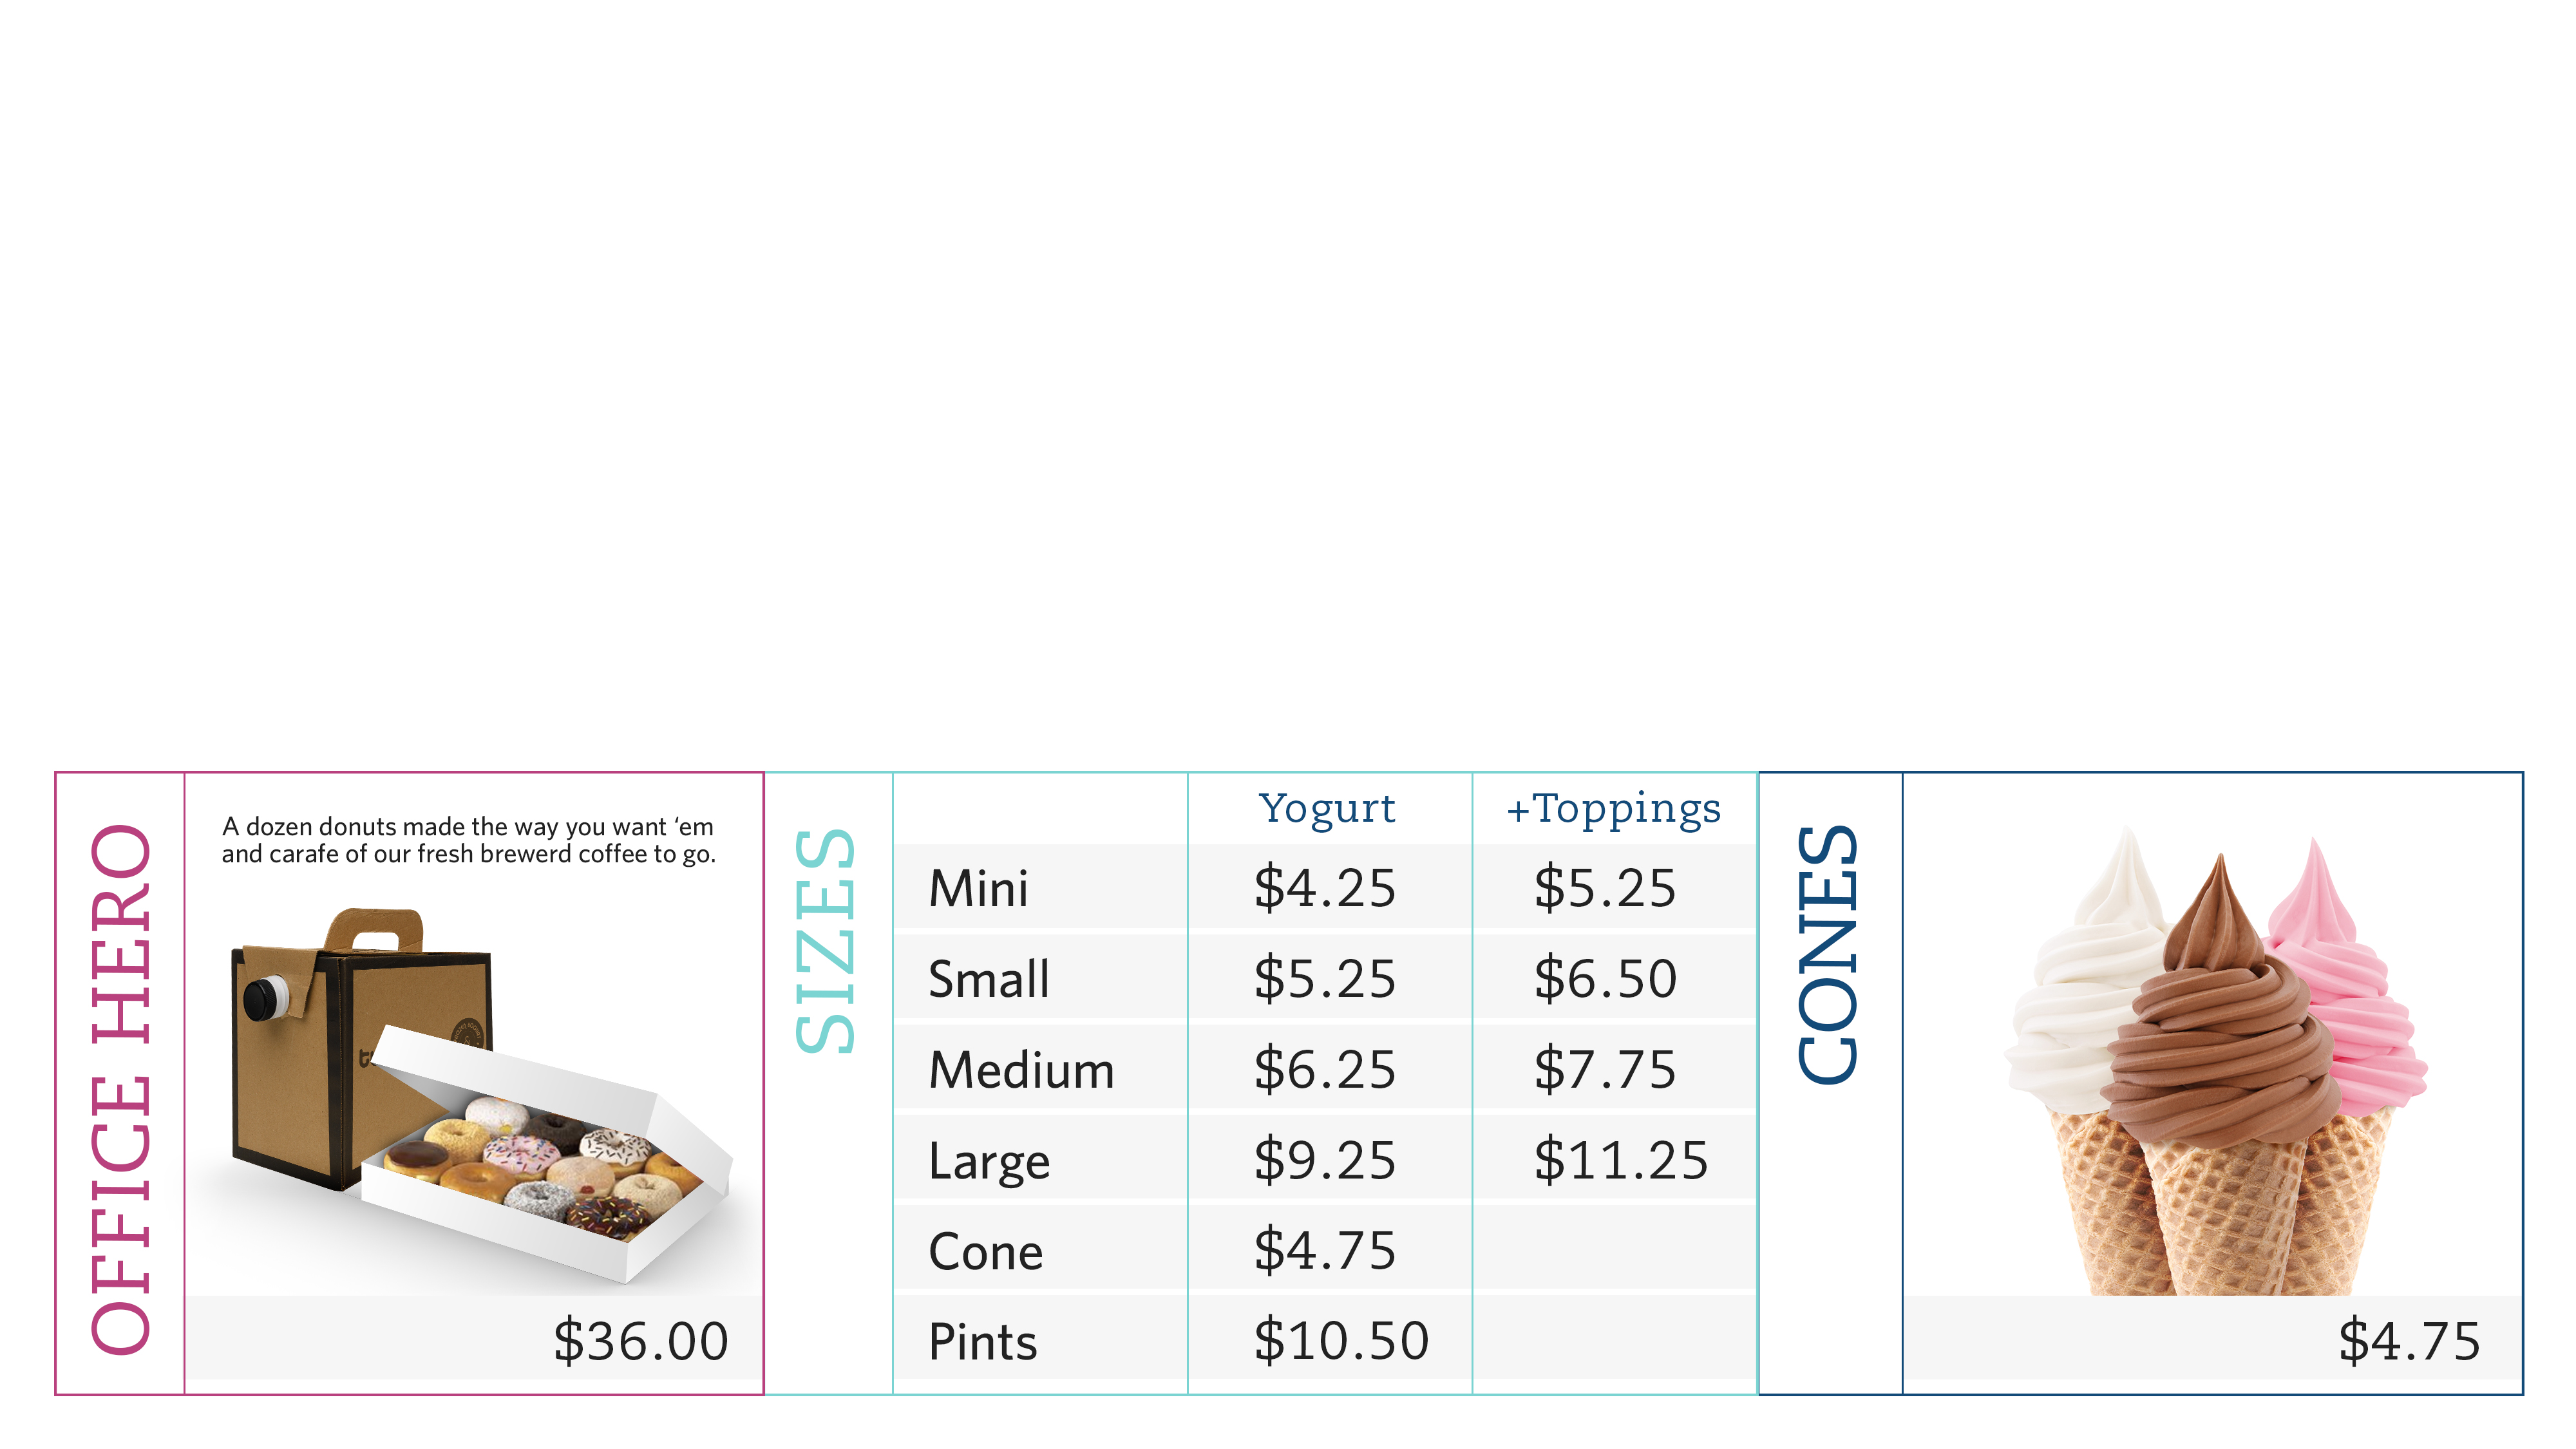 OFFICE HERO
A dozen donuts made the way you want ‘em
and carafe of our fresh brewerd coffee to go.
$36.00
SIZES
Yogurt +Toppings
Mini $4.25 $5.25
Small $5.25 $6.50
Medium $6.25 $7.75
Large $9.25 $11.25
Cone $4.75
Pints $10.50
CONES
$4.75